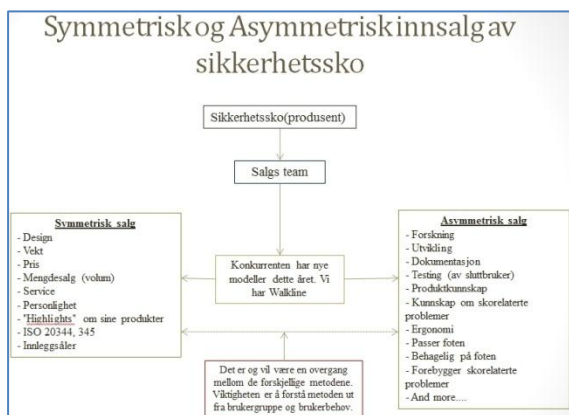 Symmetrisk og Asymmetrisk innsalg av
sikkerhetssko
Sikkerhetssko(produsent)
Salgs team
Symmetrisk salg
- Design
- Vekt
- Pris
- Mengdesalg (volum)
- Service
- Personlighet
- "Highlights" om sine produkter
- ISO 20344, 345
- Innleggsåler
Konkurrenten har nye
modeller dette året. Vi
har Walkline
Asymmetrisk salg
- Forskning
- Utvikling
- Dokumentasjon
- Testing (av sluttbruker)
- Produktkunnskap
- Kunnskap om skorelaterte
problemer
- Ergonomi
- Passer foten
- Behagelig på foten
- Forebygger skorelaterte
problemer
- And more....
Det er og vil være en overgang
mellom de forskjellige metodene.
Viktigheten er å forstå metoden ut
fra brukergruppe og brukerbehov.